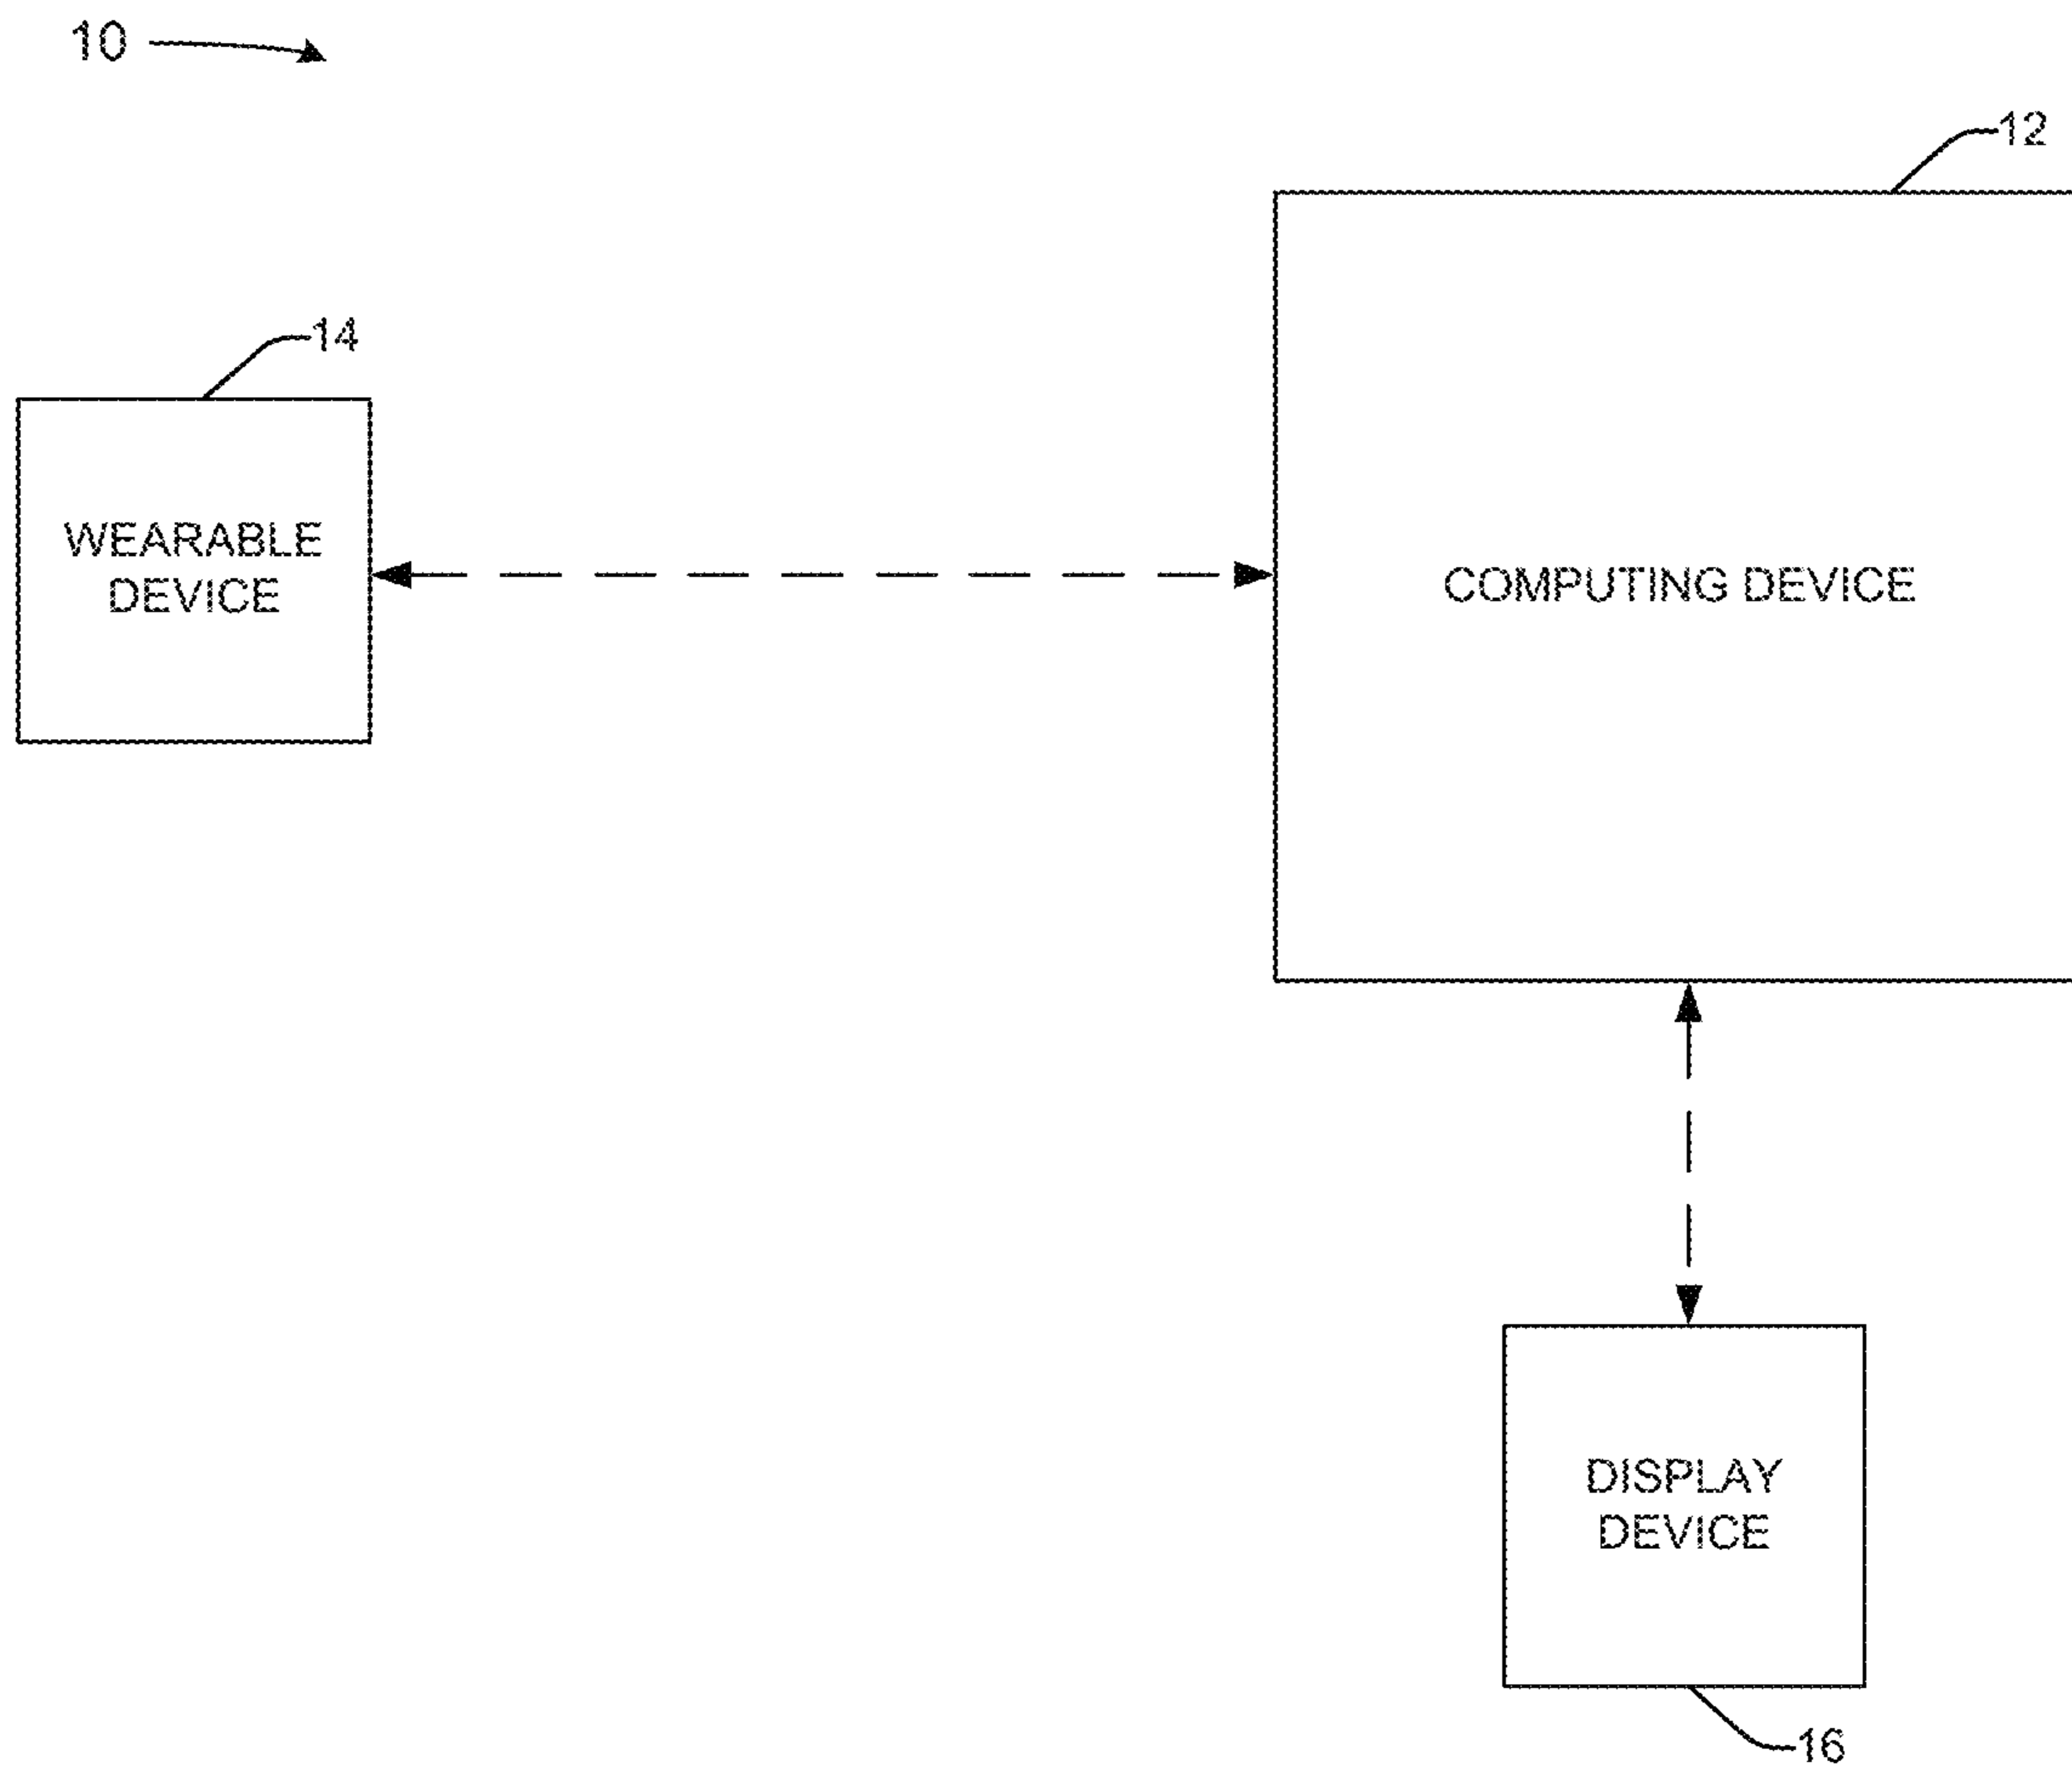 10
12
14
WEARABLE
DEVICE
COMPUTING DEVICE
DISPLAY
DEVICE
16